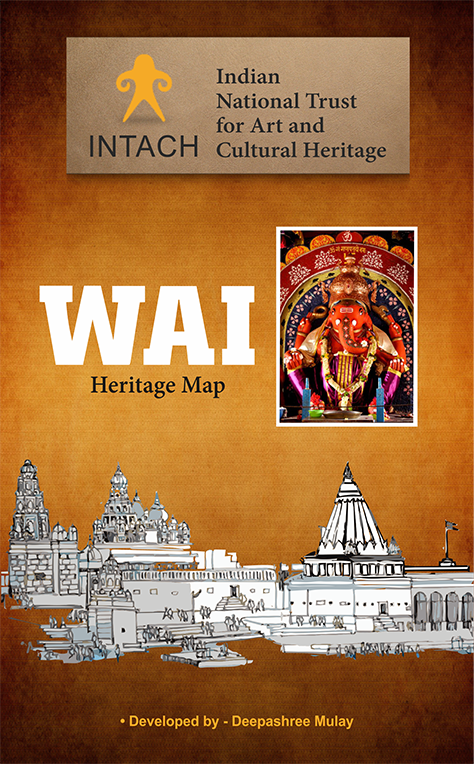 INTACH
Indian
National Trust
for Art and
Cultural Heritage
WAI
Heritage Map
ॐ
• Developed by - Deepashree Mulay